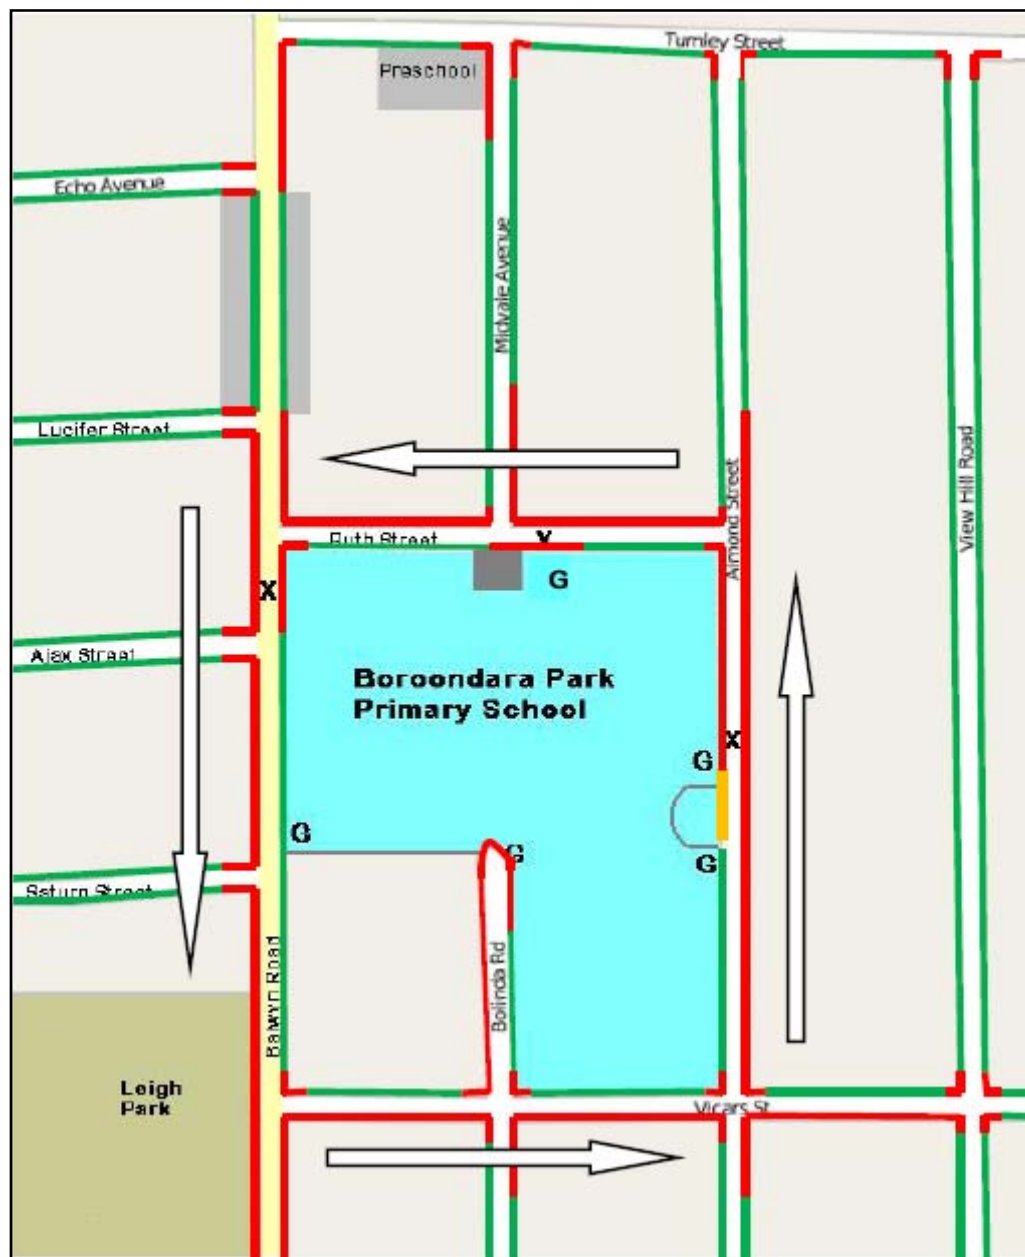 Turnley Street
Preschool
Echo Avenue
Midvale Avenue
Lucifer Street
Almond Street
View Hill Road
Ruth Street
X
X
G
Ajax Street
Boroondara Park
Primary School
X
G
G
G
G
Saturn Street
Balwyn Road
Bolinda Rd
Leigh
Park
Vicars St